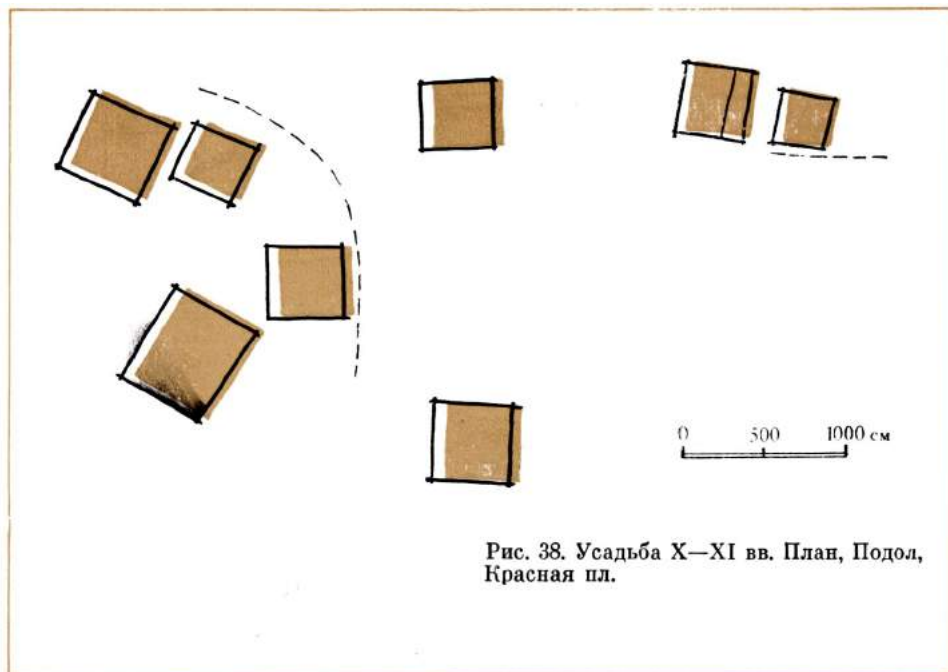 0 500 1000 см
Рис. 38. Усадьба X—XI вв. План, Подол,
Красная пл.